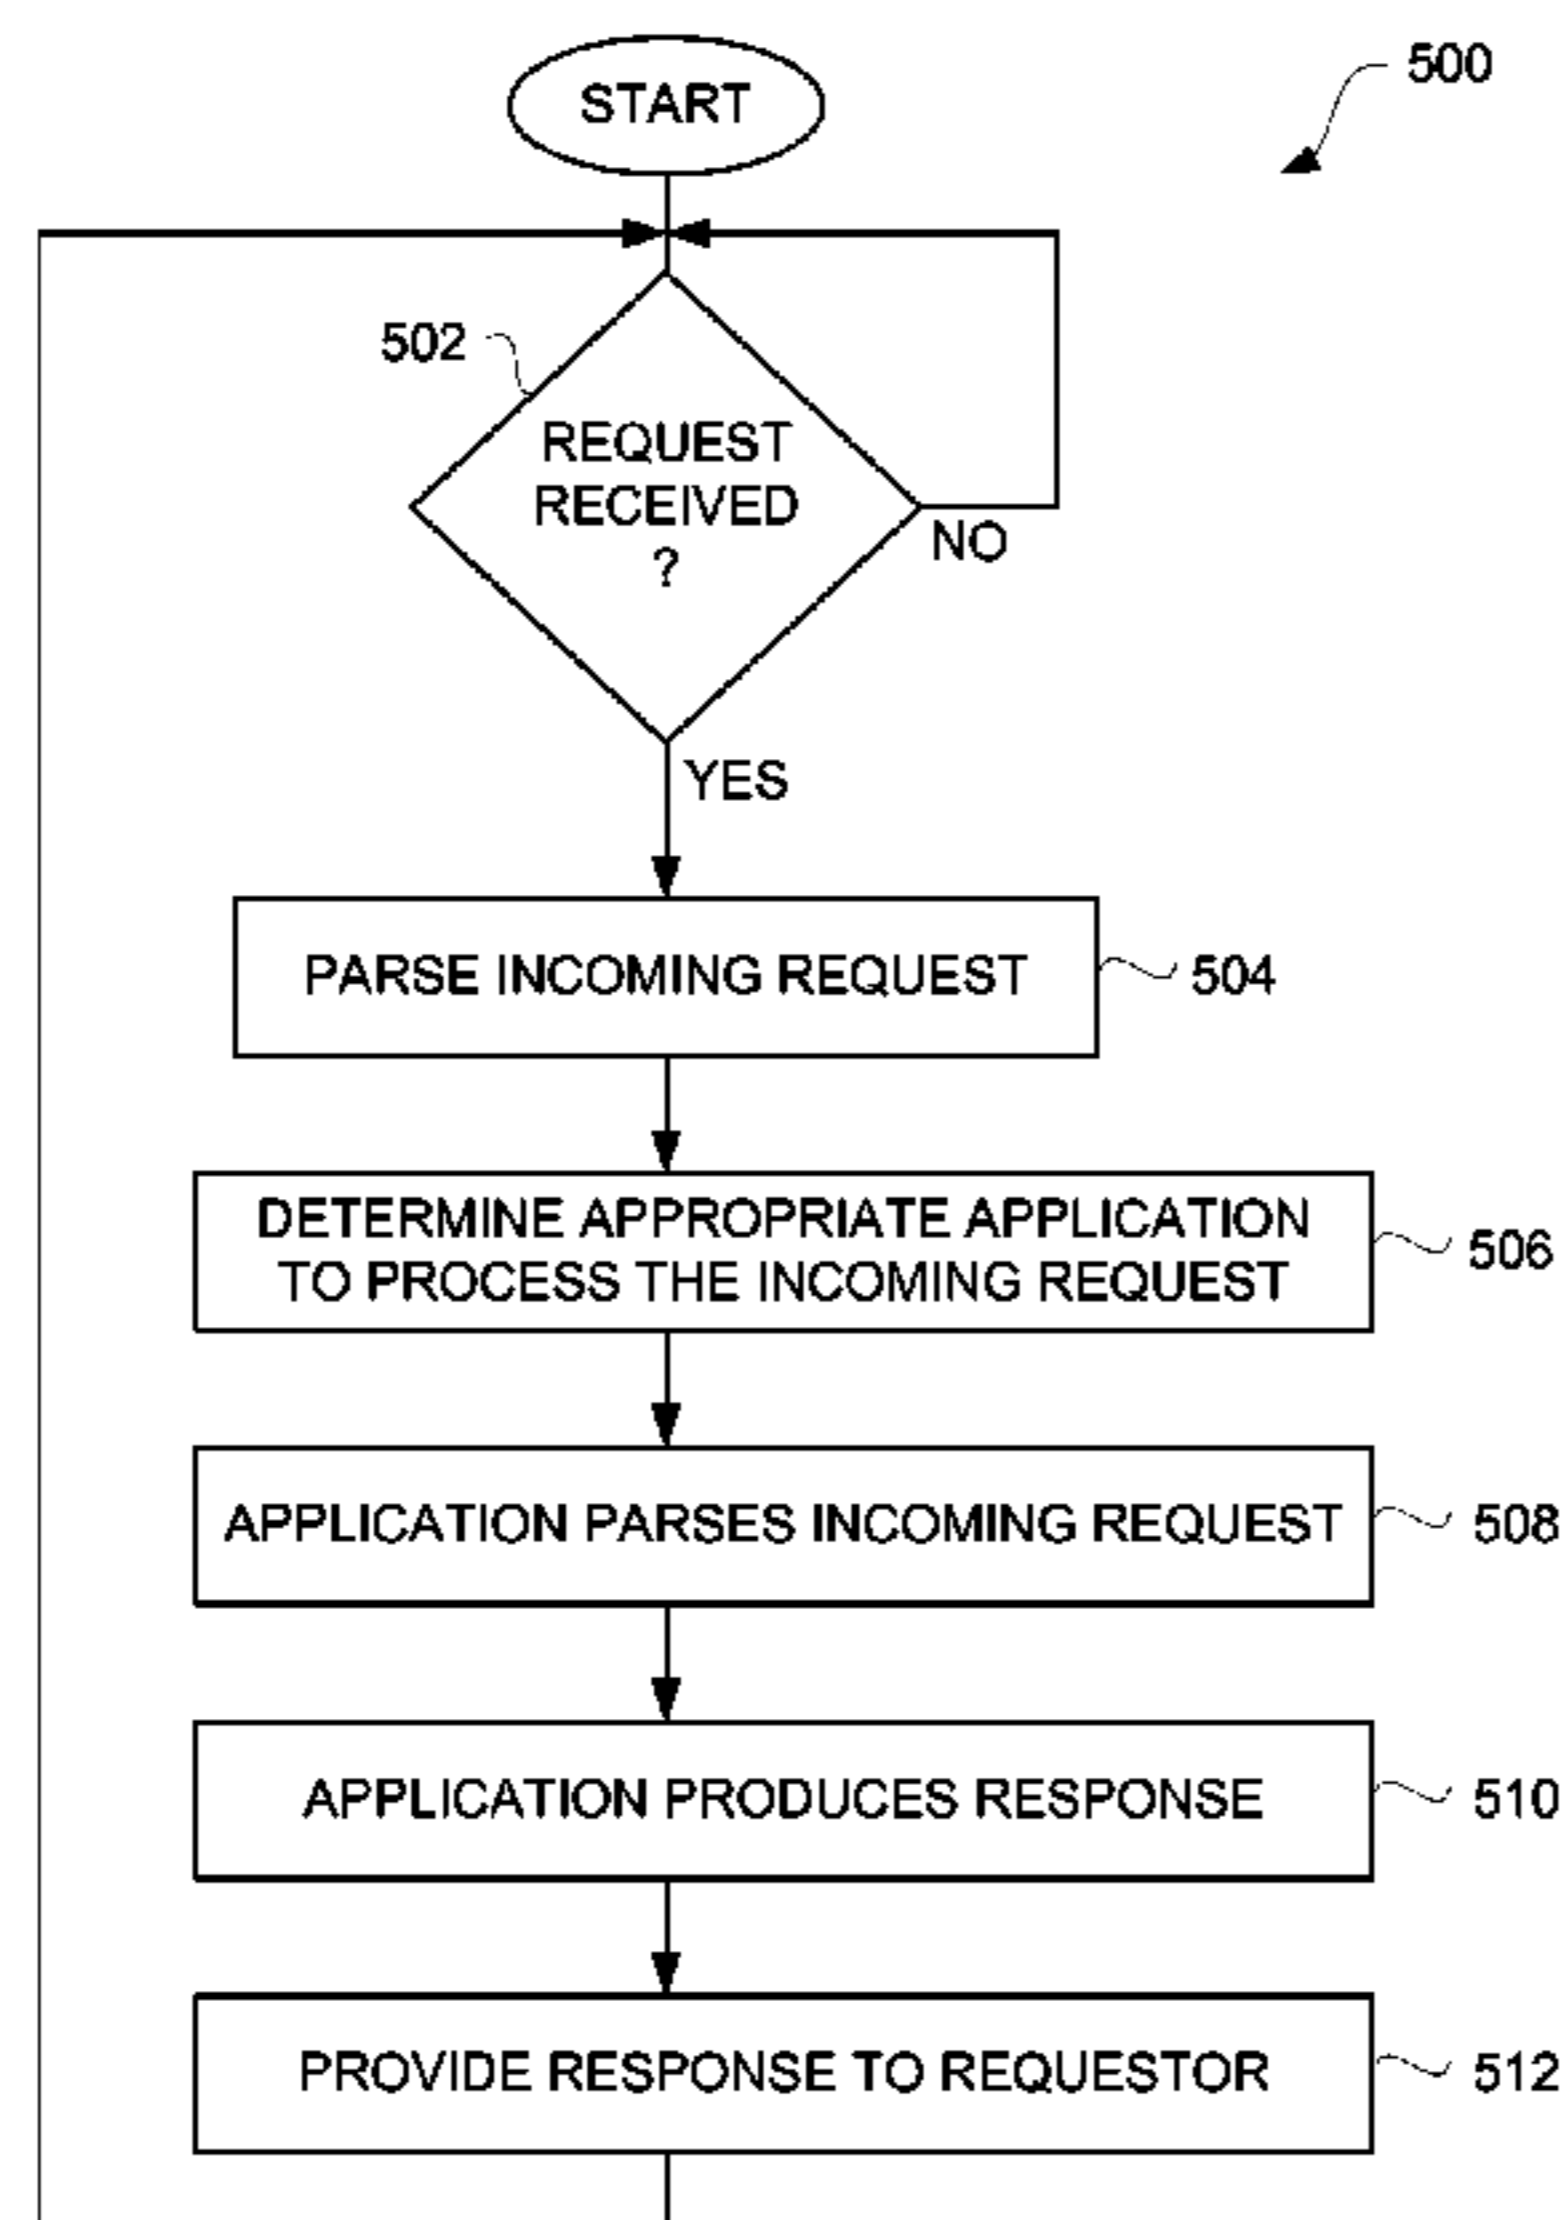 START
500
502
REQUEST
RECEIVED
?
NO
YES
PARSE INCOMING REQUEST
504
DETERMINE APPROPRIATE APPLICATION
TO PROCESS THE INCOMING REQUEST
506
APPLICATION PARSES INCOMING REQUEST
508
APPLICATION PRODUCES RESPONSE
510
PROVIDE RESPONSE TO REQUESTOR
512